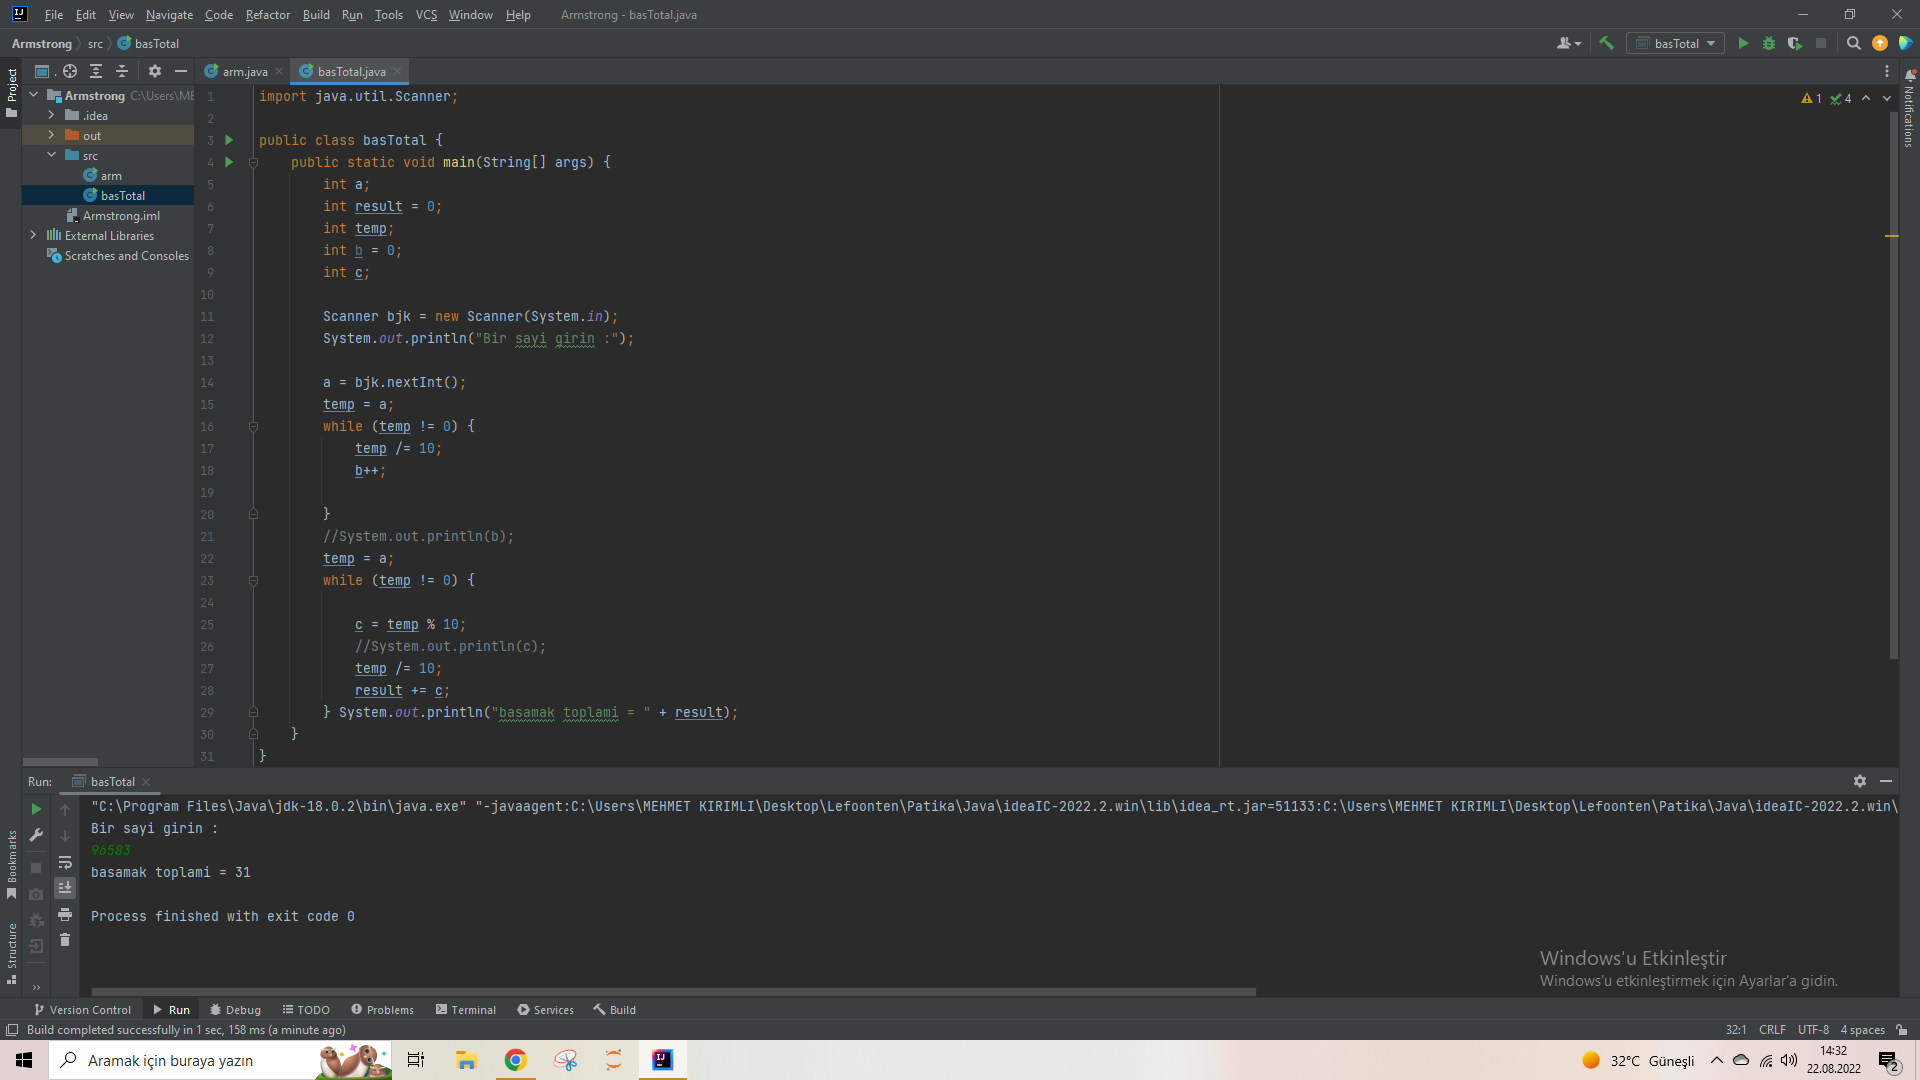 File Edit View Navigate Code Refactor Build Run Tools VCS Window Help Armstrong - basTotal.java
Armstrong src basTotal basTotal
Project arm.java basTotal.java
Armstrong C:\Users\ME
.idea
out
src
arm
basTotal
Armstrong.iml
External Libraries
Scratches and Consoles
1 4
Notifications
1 import java.util.Scanner;
2
3 public class basTotal {
4 public static void main(String[] args) {
5 int a;
6 int result = 0;
7 int temp;
8 int b = 0;
9 int c;
10
11 Scanner bjk = new Scanner(System.in);
12 System.out.println("Bir sayi girin :");
13
14 a = bjk.nextInt();
15 temp = a;
16 while (temp != 0) {
17 temp /= 10;
18 b++;
19
20 }
21 //System.out.println(b);
22 temp = a;
23 while (temp != 0) {
24
25 c = temp % 10;
26 //System.out.println(c);
27 temp /= 10;
28 result += c;
29 } System.out.println("basamak toplami = " + result);
30 }
31 }
Run: basTotal
"C:\Program Files\Java\jdk-18.0.2\bin\java.exe" "-javaagent:C:\Users\MEHMET KIRIMLI\Desktop\Lefoonten\Patika\Java\ideaIC-2022.2.win\lib\idea_rt.jar=51133:C:\Users\MEHMET KIRIMLI\Desktop\Lefoonten\Patika\Java\ideaIC-2022.2.win\
Bir sayi girin :
96583
basamak toplami = 31
Process finished with exit code 0
Bookmarks
Structure
Windows'u Etkinleştir
Windows'u etkinleştirmek için Ayarlar'a gidin.
Version Control Run Debug TODO Problems Terminal Services Build
Build completed successfully in 1 sec, 158 ms (a minute ago) 32:1 CRLF UTF-8 4 spaces
Aramak için buraya yazın
32°C Güneşli
14:32
22.08.2022
2